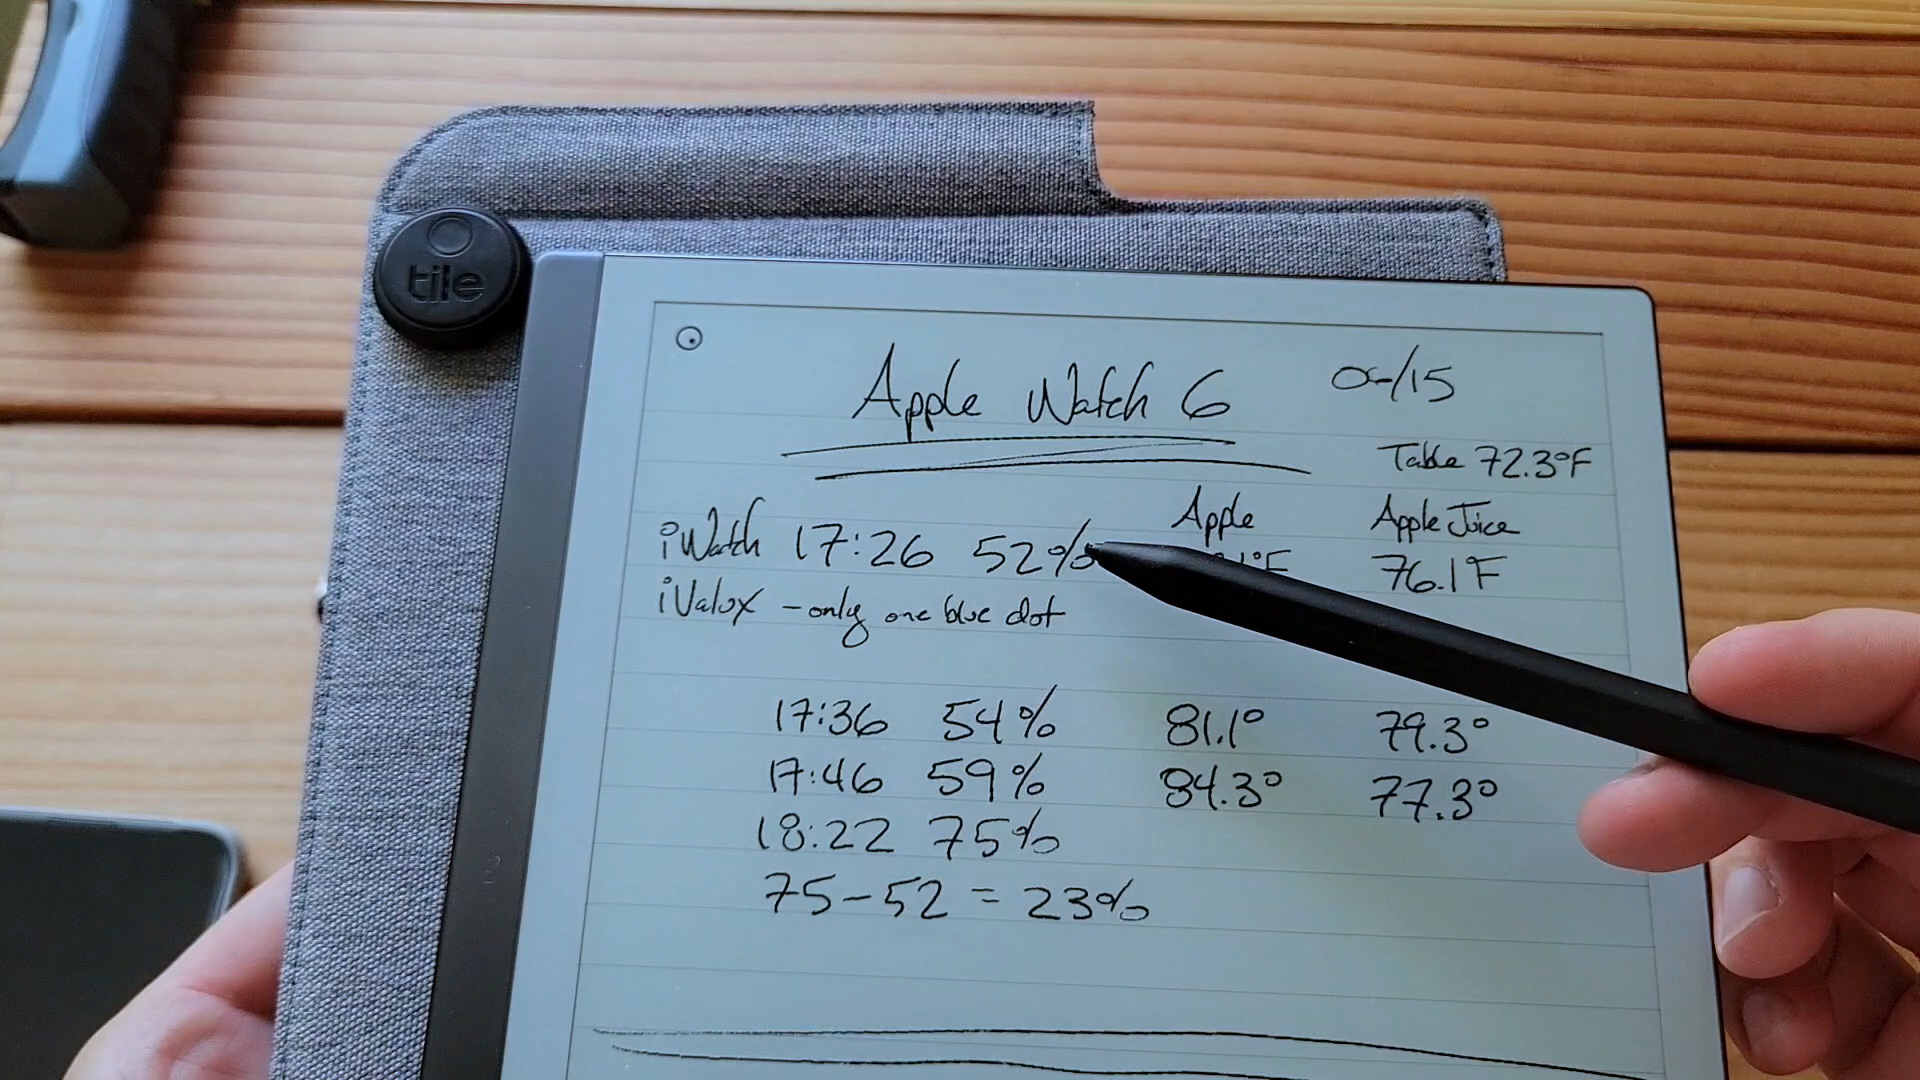 tile
Apple Watch 6
Table 72.3°F
Apple Apple Juice
iWatch 17:26 52% 76.1°F
iValux - only one blue dot
17:36 54% 81.1° 79.3°
17:46 59% 84.3° 77.3°
18:22 75%
75-52 = 23%